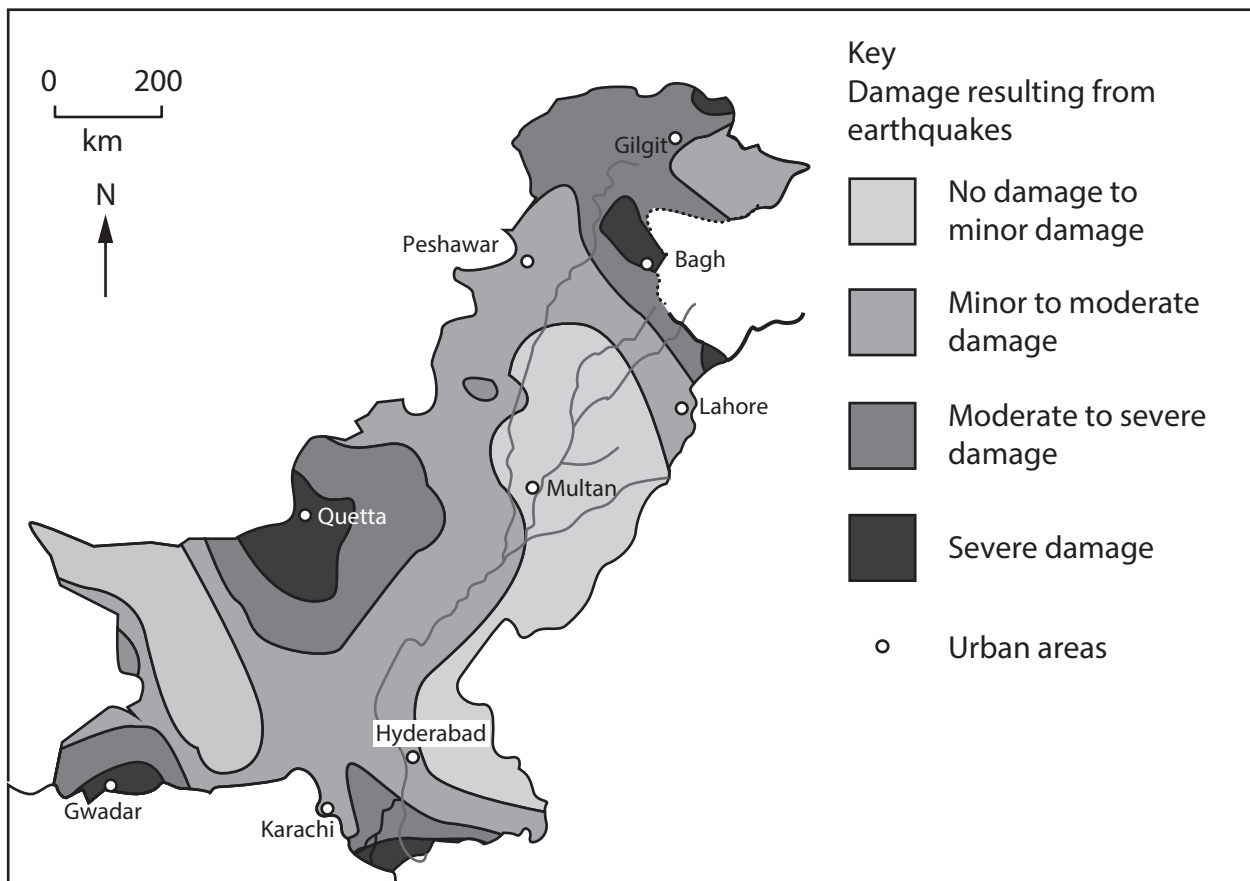 0 200
km
N
Gilgit
Peshawar
Bagh
Lahore
Multan
Quetta
Hyderabad
Gwadar
Karachi
Key
Damage resulting from
earthquakes
No damage to
minor damage
Minor to moderate
damage
Moderate to severe
damage
Severe damage
Urban areas